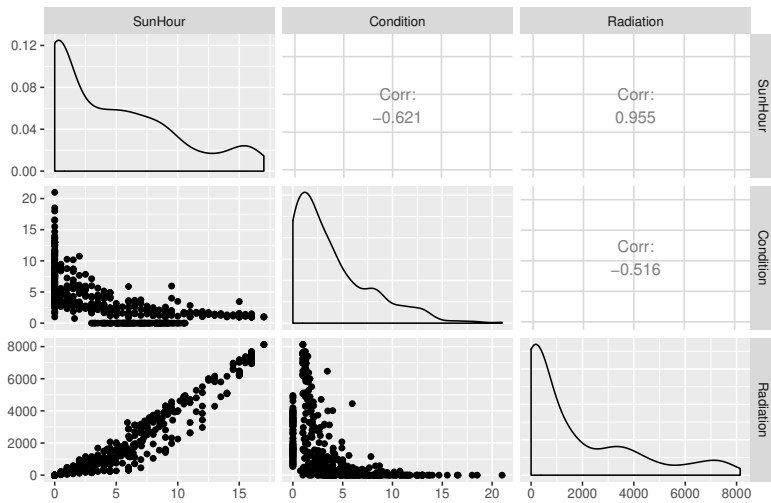 SunHour Condition Radiation
0.12
0.08
0.04
0.00
Corr:
−0.621
Corr:
0.955
SunHour
20
15
10
5
0
Corr:
−0.516
Condition
8000
6000
4000
2000
0
Radiation
0 5 10 15
0 5 10 15 20
0 2000 4000 6000 8000